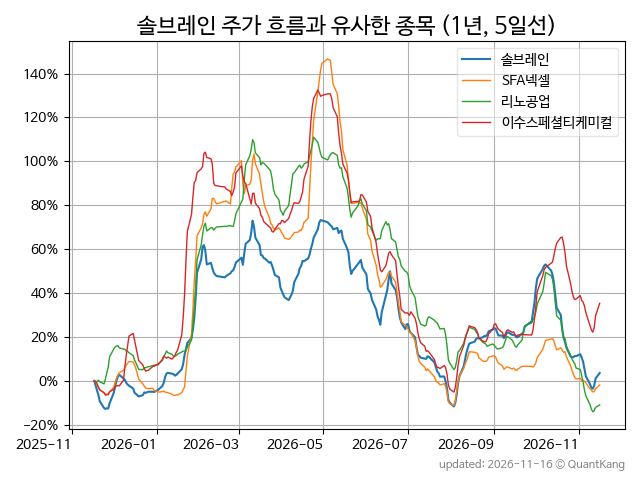 솔브레인 주가 흐름과 유사한 종목 (1년, 5일선)
솔브레인
SFA넥셀
리노공업
이수스페셜티케미컬
140%
120%
100%
80%
60%
40%
20%
0%
−20%
2025-11
2026-01
2026-03
2026-05
2026-07
2026-09
2026-11
updated: 2026-11-16 © QuantKang